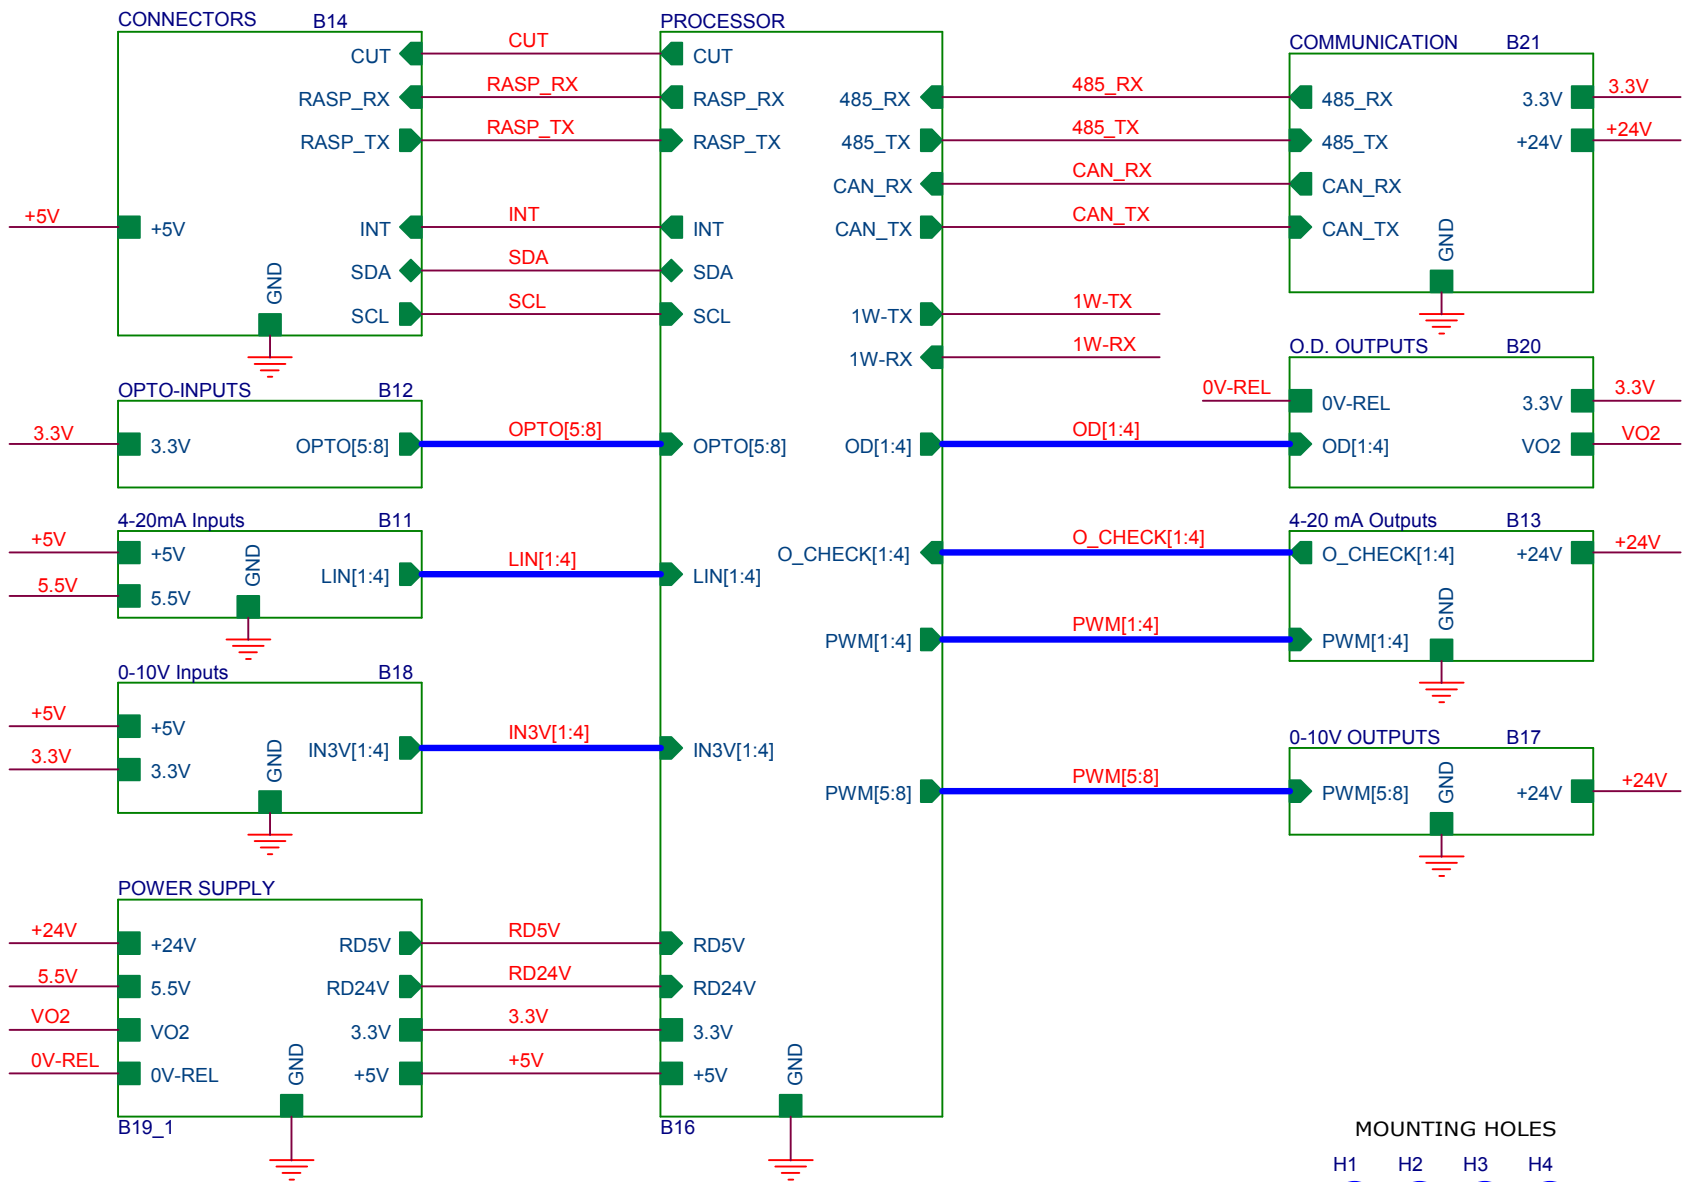 CONNECTORS B14
CUT
RASP_RX
RASP_TX
+5V
+5V
INT
SDA
SCL
GND
CUT
RASP_RX
RASP_TX
INT
SDA
SCL
OPTO-INPUTS B12
3.3V
3.3V
OPTO[5:8]
OPTO[5:8]
4-20mA Inputs B11
+5V
+5V
5.5V
5.5V
GND
LIN[1:4]
LIN[1:4]
0-10V Inputs B18
+5V
+5V
3.3V
3.3V
GND
IN3V[1:4]
IN3V[1:4]
POWER SUPPLY
+24V
+24V
5.5V
5.5V
VO2
VO2
0V-REL
0V-REL
RD5V
RD24V
3.3V
+5V
GND
B19_1
RD5V
RD24V
3.3V
+5V
PROCESSOR
CUT
RASP_RX
RASP_TX
INT
SDA
SCL
OPTO[5:8]
LIN[1:4]
IN3V[1:4]
RD5V
RD24V
3.3V
+5V
485_RX
485_TX
CAN_RX
CAN_TX
1W-TX
1W-RX
OD[1:4]
O_CHECK[1:4]
PWM[1:4]
PWM[5:8]
GND
B16
485_RX
485_TX
CAN_RX
CAN_TX
1W-TX
1W-RX
OD[1:4]
O_CHECK[1:4]
PWM[1:4]
PWM[5:8]
COMMUNICATION B21
485_RX
485_TX
CAN_RX
CAN_TX
3.3V
3.3V
+24V
+24V
GND
O.D. OUTPUTS B20
0V-REL
0V-REL
OD[1:4]
3.3V
3.3V
VO2
VO2
4-20 mA Outputs B13
O_CHECK[1:4]
PWM[1:4]
+24V
+24V
GND
0-10V OUTPUTS B17
PWM[5:8]
GND
+24V
+24V
MOUNTING HOLES
H1 H2 H3 H4